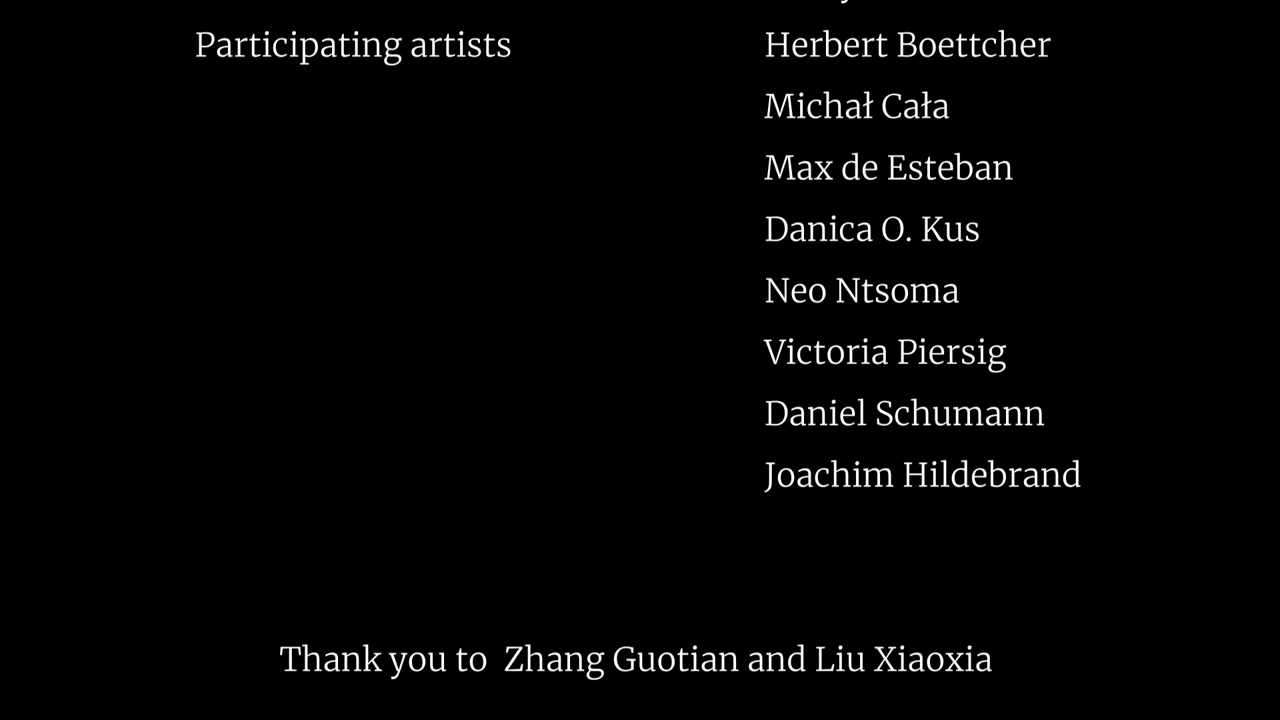 Participating artists Herbert Boettcher
Michał Cała
Max de Esteban
Danica O. Kus
Neo Ntsoma
Victoria Piersig
Daniel Schumann
Joachim Hildebrand
Thank you to  Zhang Guotian and Liu Xiaoxia